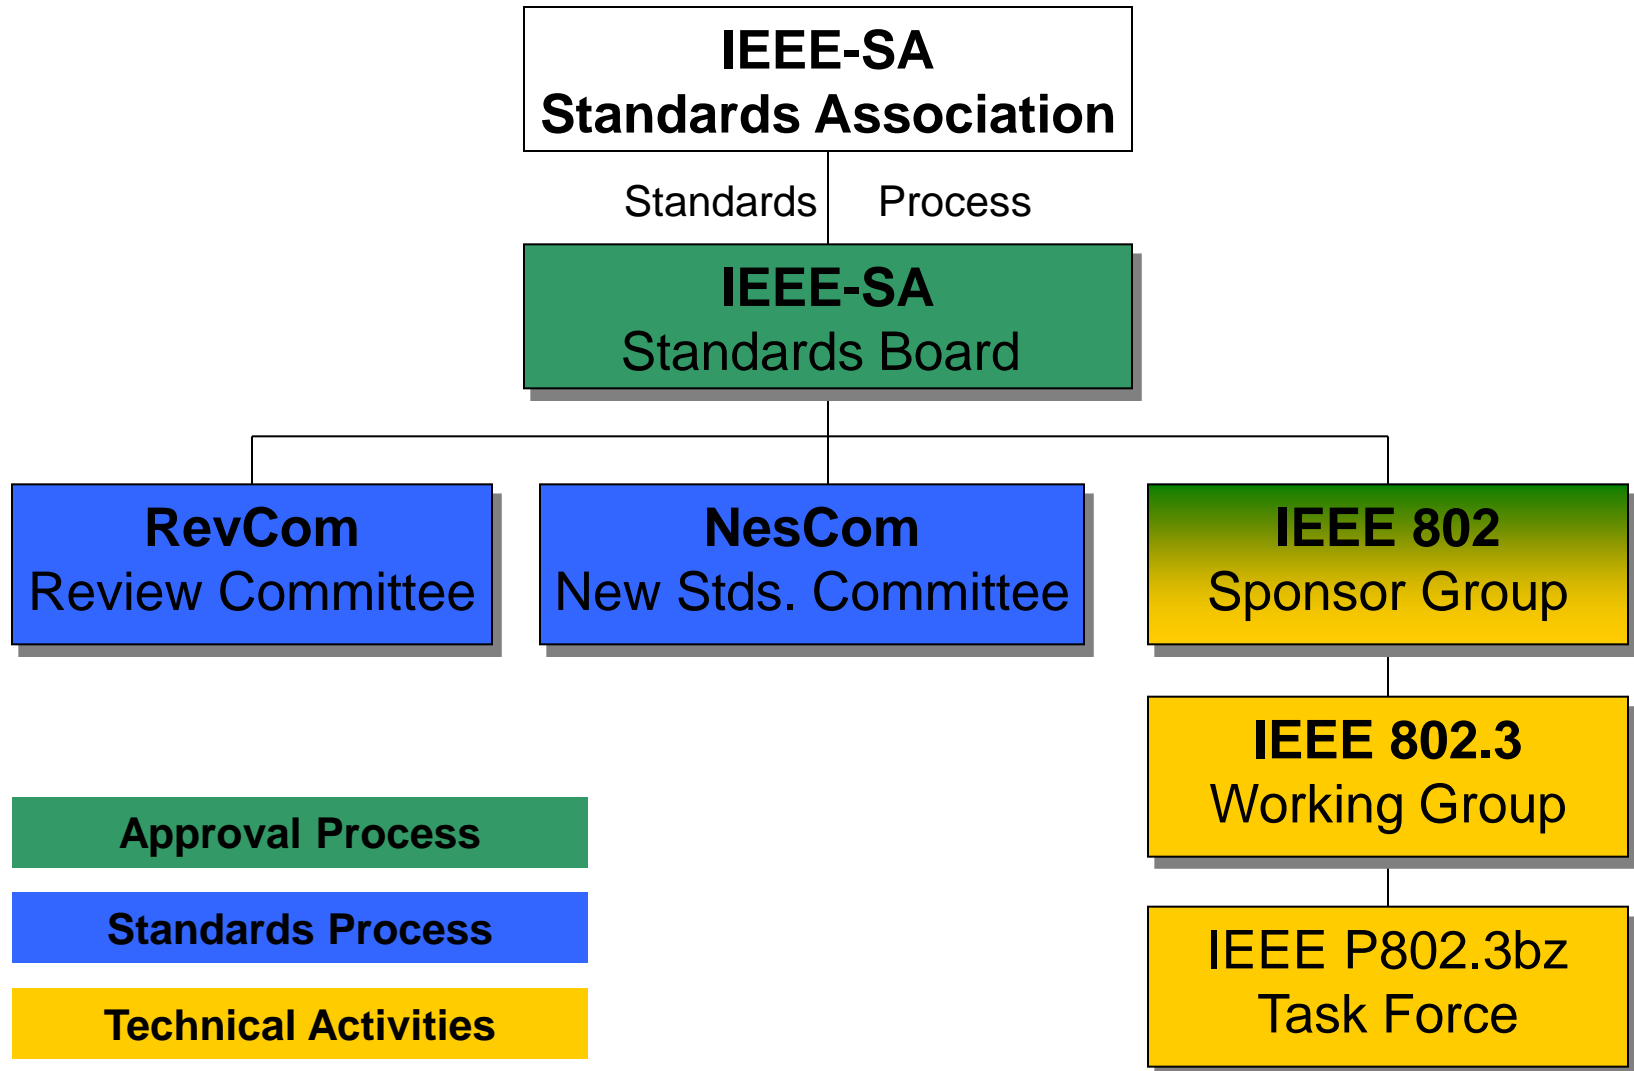 IEEE-SA
Standards Association
Standards Process
IEEE-SA
Standards Board
RevCom
Review Committee
NesCom
New Stds. Committee
IEEE 802
Sponsor Group
IEEE 802.3
Working Group
IEEE P802.3bz
Task Force
Approval Process
Standards Process
Technical Activities